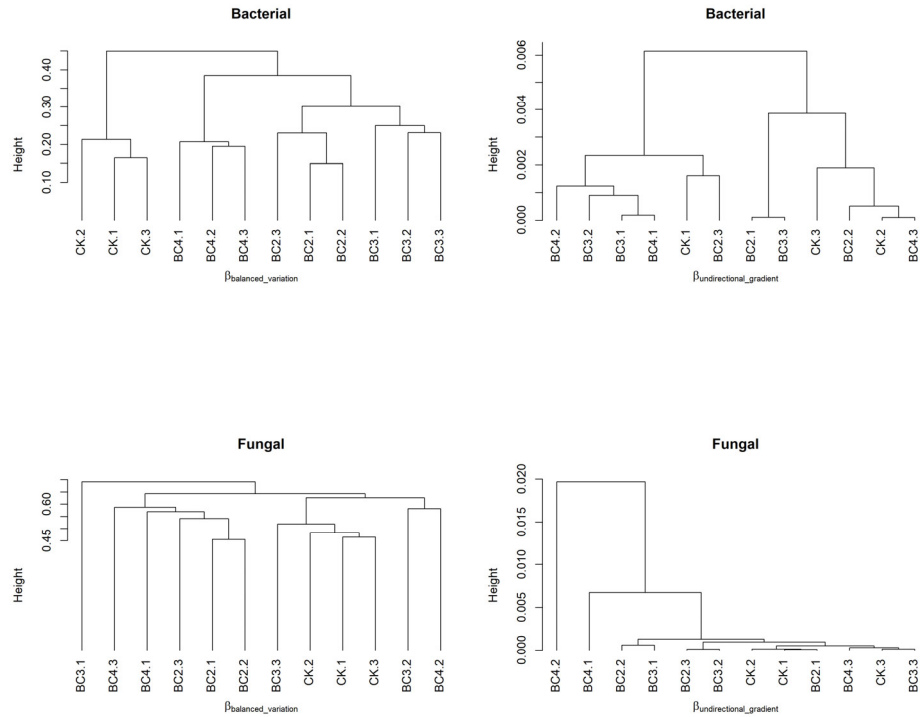 Bacterial
Height
0.40
0.30
0.20
0.10
CK.2
CK.1
CK.3
BC4.1
BC4.2
BC4.3
BC2.3
BC2.1
BC2.2
BC3.1
BC3.2
BC3.3
βbalanced_variation
Bacterial
Height
0.006
0.004
0.002
0.000
BC4.2
BC3.2
BC3.1
BC4.1
CK.1
BC2.3
BC2.1
BC3.3
CK.3
BC2.2
CK.2
BC4.3
βundirectional_gradient
Fungal
Height
0.60
0.45
BC3.1
BC4.3
BC4.1
BC2.3
BC2.1
BC2.2
BC3.3
CK.2
CK.1
CK.3
BC3.2
BC4.2
βbalanced_variation
Fungal
Height
0.020
0.015
0.010
0.005
0.000
BC4.2
BC4.1
BC2.2
BC3.1
BC2.3
BC3.2
CK.2
CK.1
BC2.1
BC4.3
CK.3
BC3.3
βundirectional_gradient